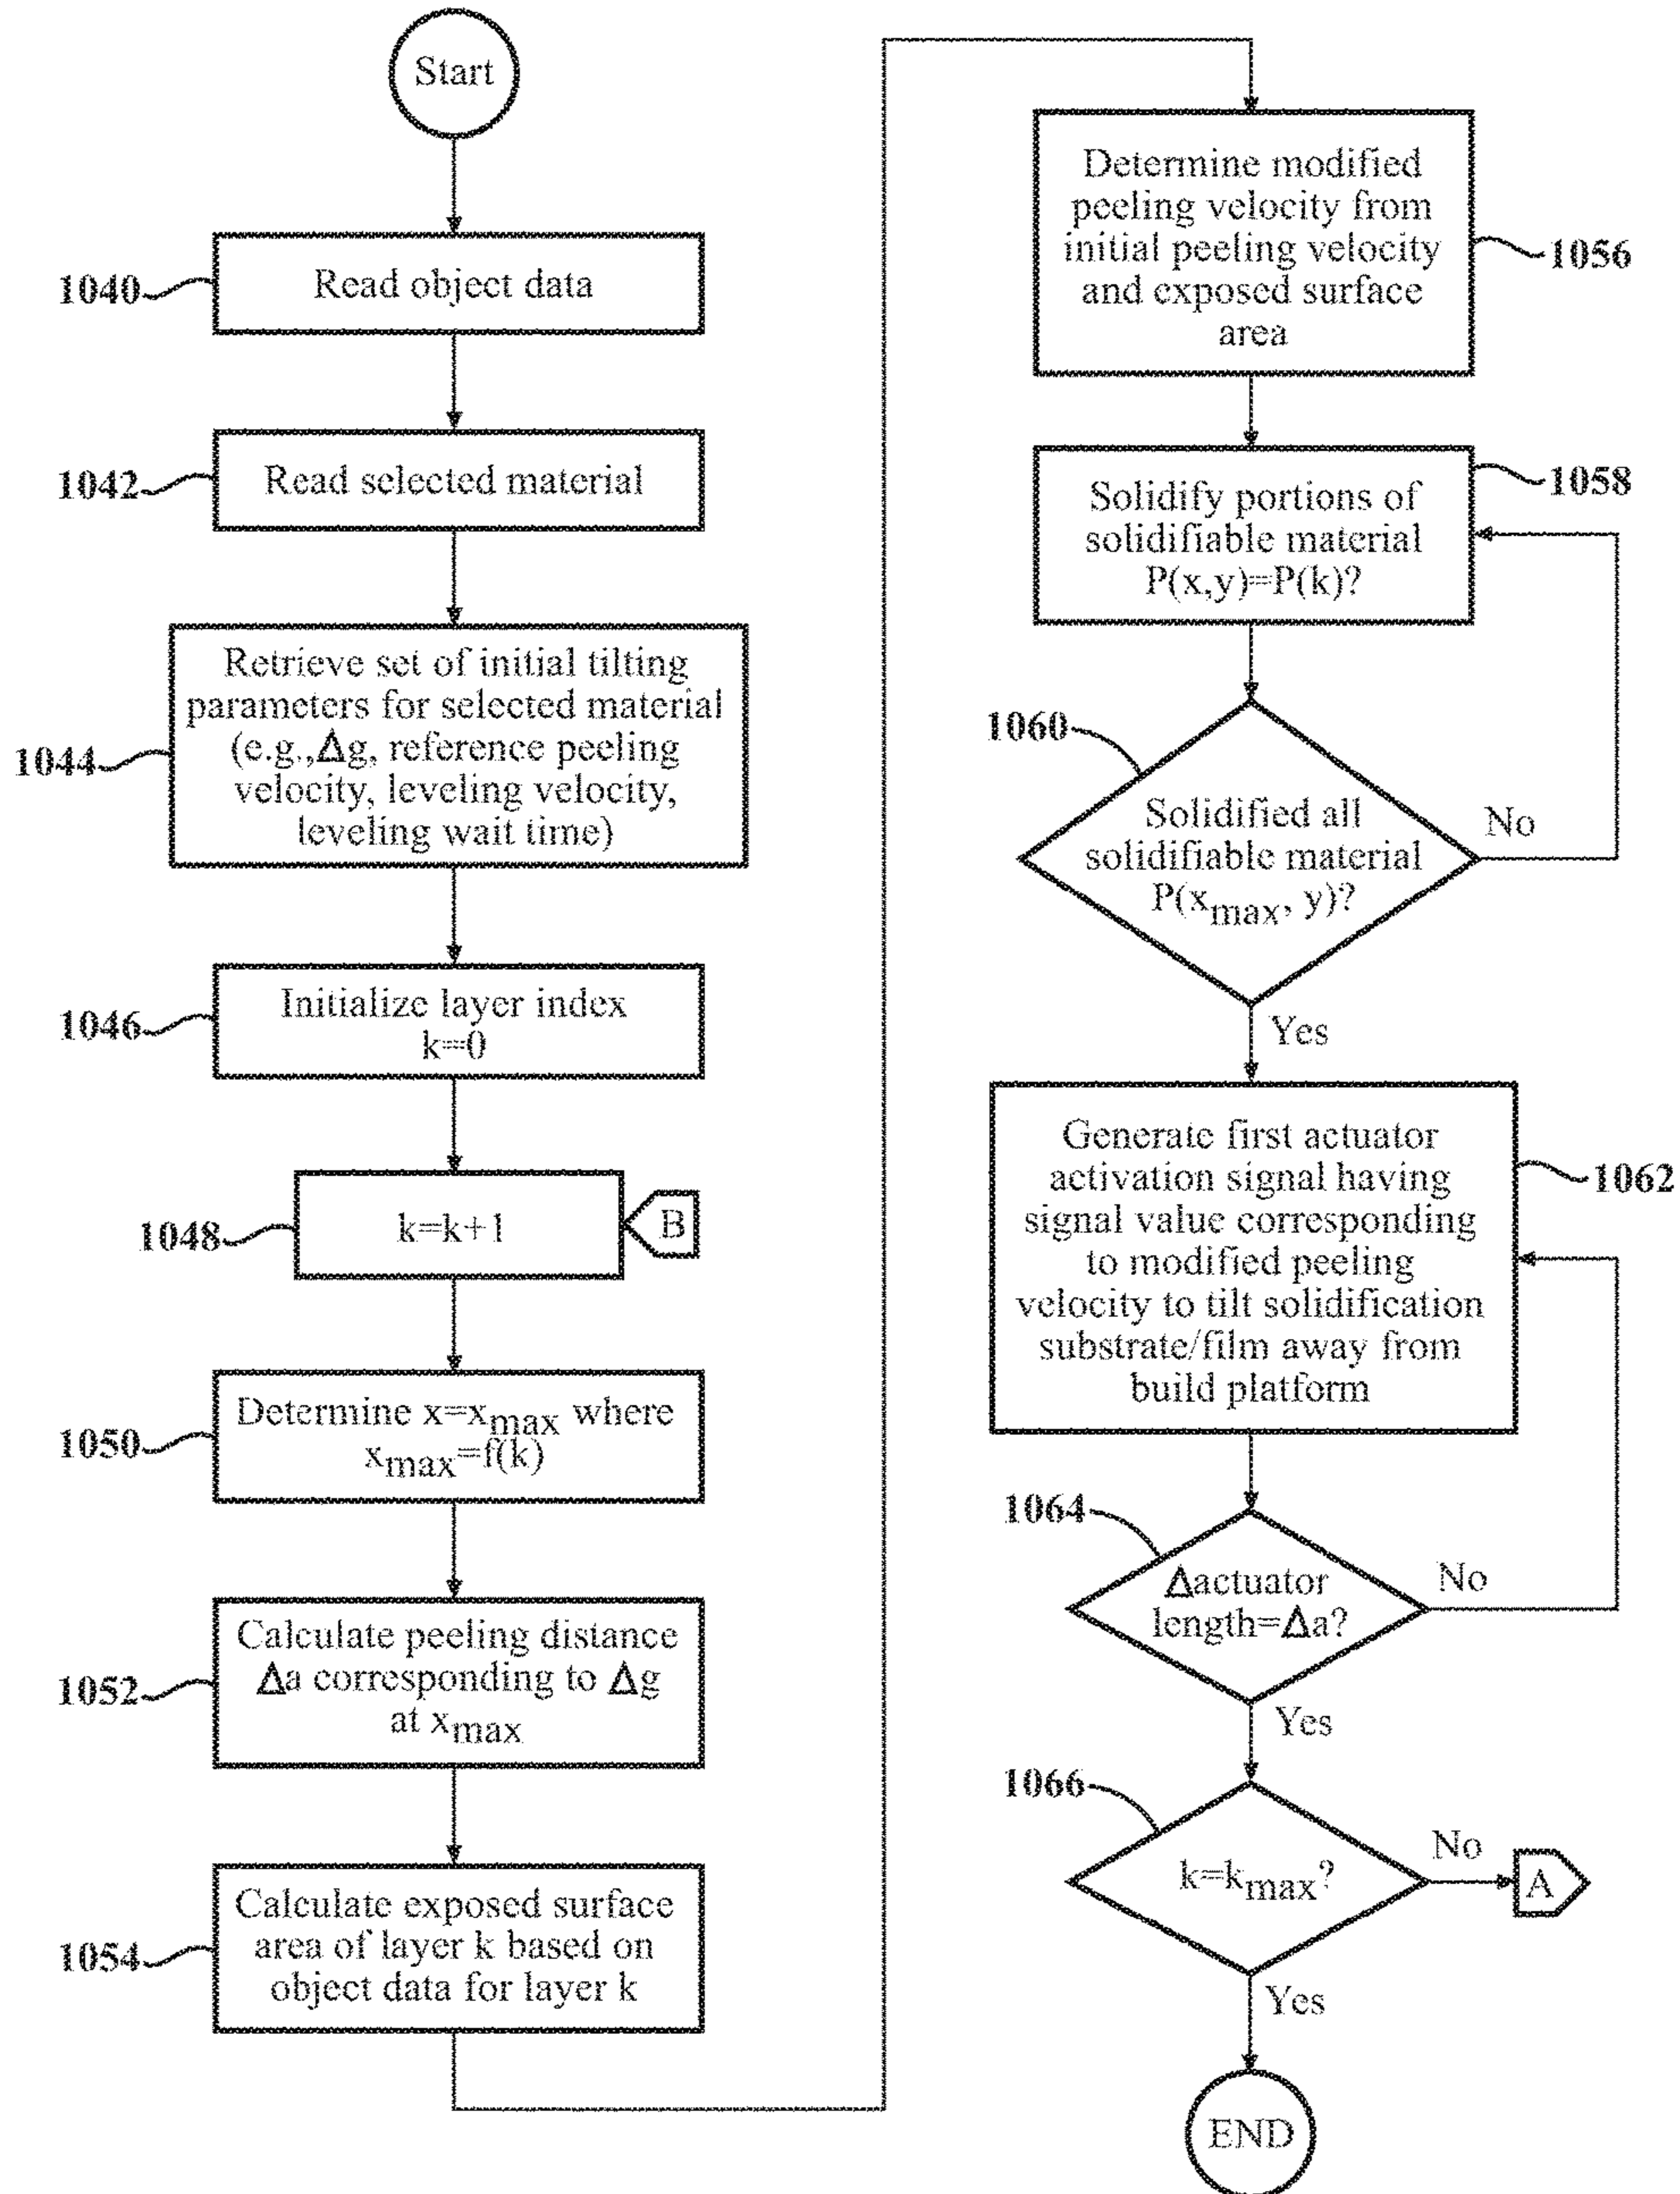 Start
1040
Read object data
1042
Read selected material
1044
Retrieve set of initial tilting
parameters for selected material
(e.g.,Δg, reference peeling
velocity, leveling velocity,
leveling wait time)
1046
Initialize layer index
k=0
1048
k=k+1
B
1050
Determine x=xmax where
xmax=f(k)
1052
Calculate peeling distance
Δa corresponding to Δg
at xmax
1054
Calculate exposed surface
area of layer k based on
object data for layer k
Determine modified
peeling velocity from
initial peeling velocity
and exposed surface
area
1056
1058
Solidify portions of
solidifiable material
P(x,y)=P(k)?
1060
Solidified all
solidifiable material
P(xmax, y)?
No
Yes
Generate first actuator
activation signal having
signal value corresponding
to modified peeling
velocity to tilt solidification
substrate/film away from
build platform
1062
1064
Δactuator
length=Δa?
No
Yes
1066
k=kmax?
No
A
Yes
END